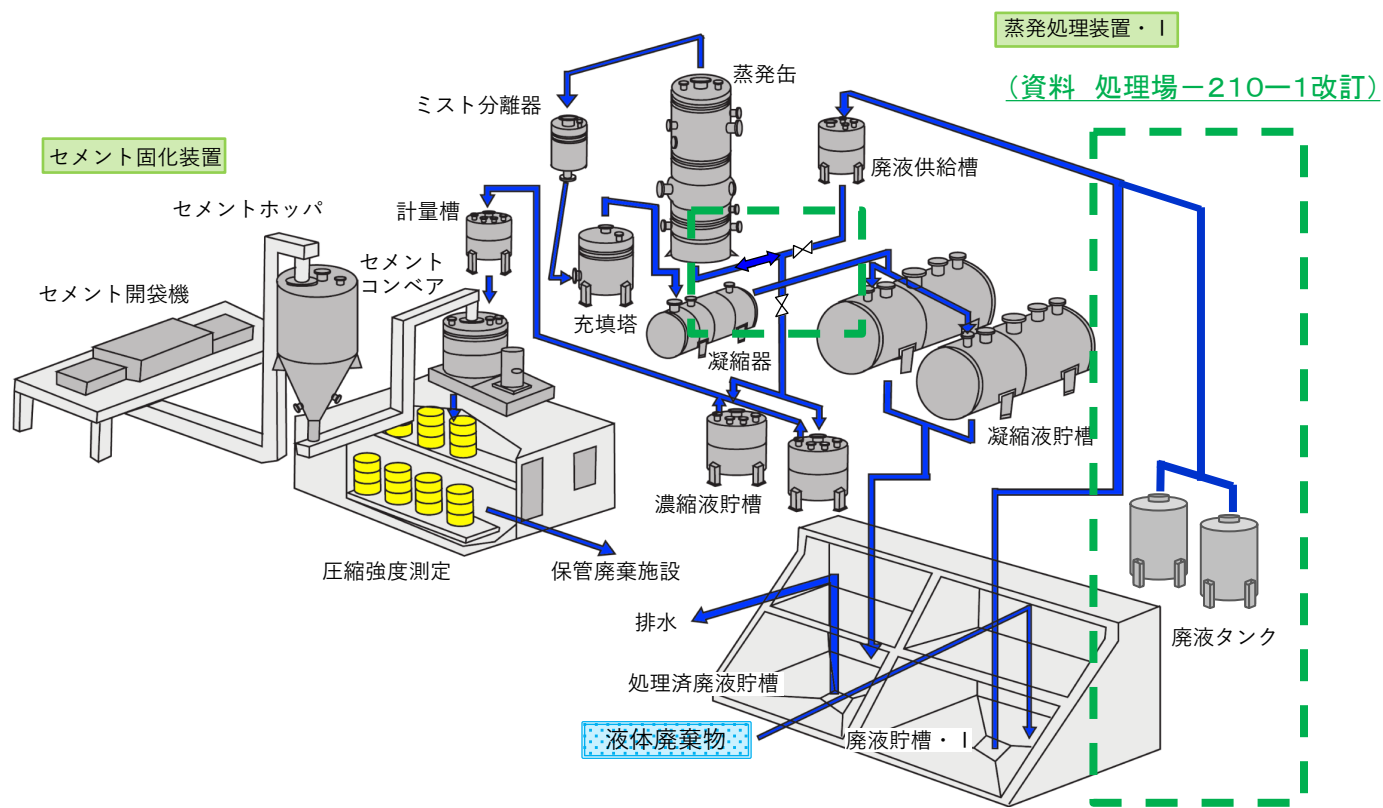 蒸発処理装置・Ⅰ
(資料 処理場－210－1改訂)
蒸発缶
ミスト分離器
廃液供給槽
セメント固化装置
セメントホッパ
計量槽
セメント
コンベア
セメント開袋機
充填塔
凝縮器
凝縮液貯槽
濃縮液貯槽
圧縮強度測定
保管廃棄施設
排水
廃液タンク
処理済廃液貯槽
液体廃棄物
廃液貯槽・Ⅰ